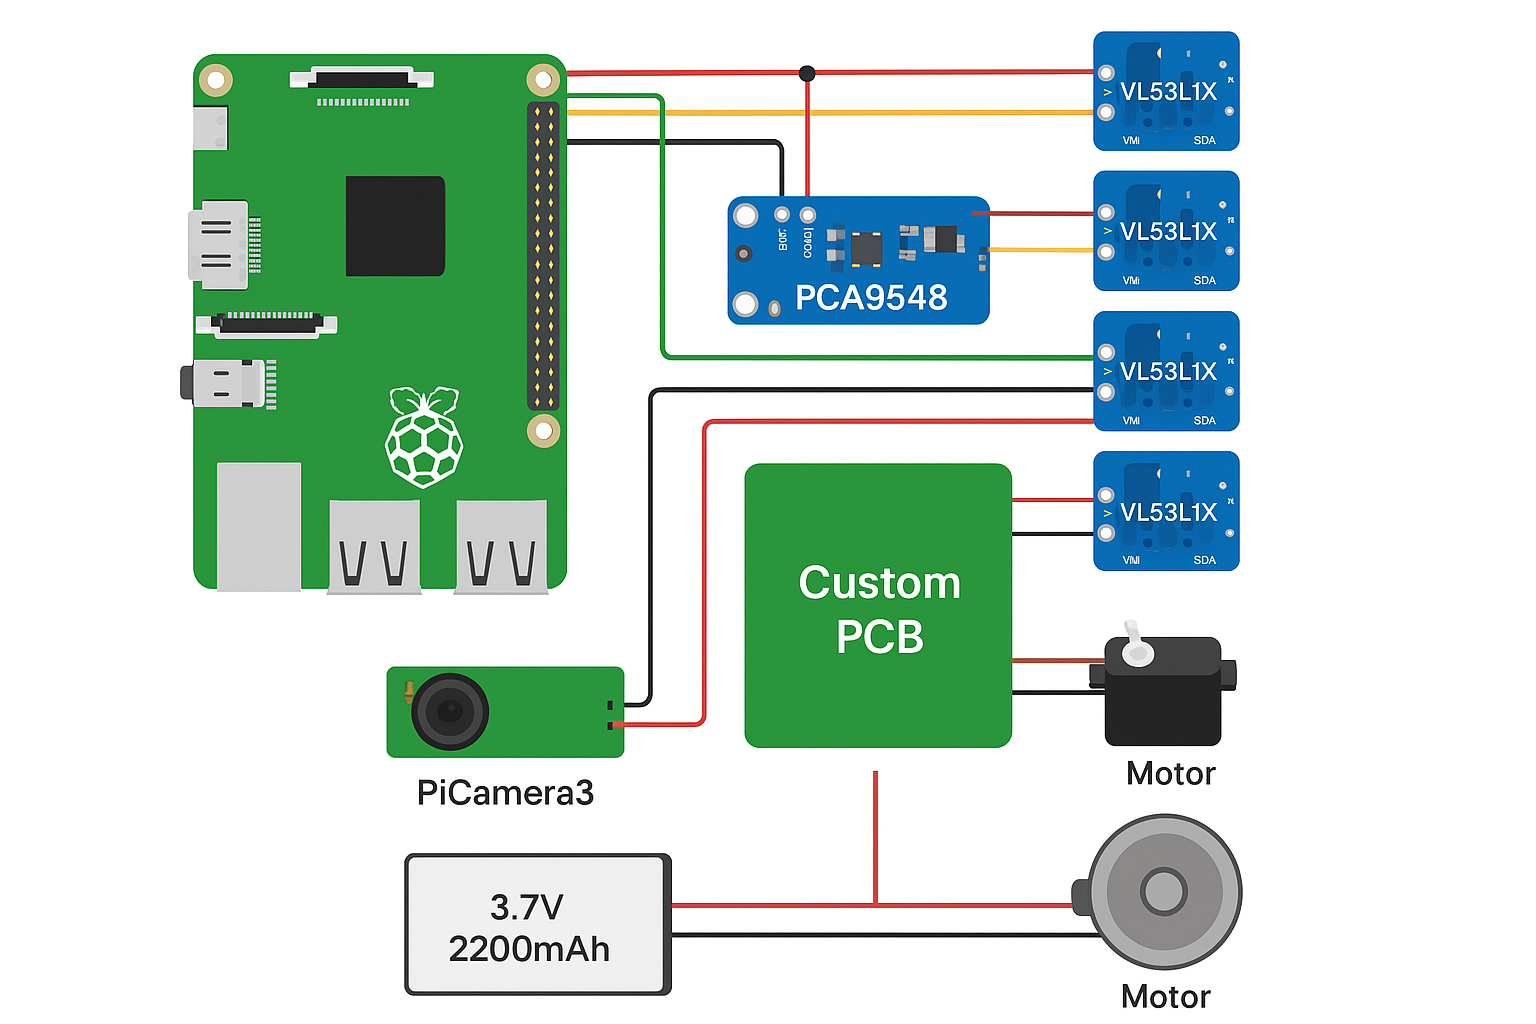 VL53L1X
VMi
SDA
VL53L1X
VMi
SDA
PCA9548
VL53L1X
VMi
SDA
VL53L1X
SDA
Custom
PCB
Motor
PiCamera3
3.7V
2200mAh
Motor